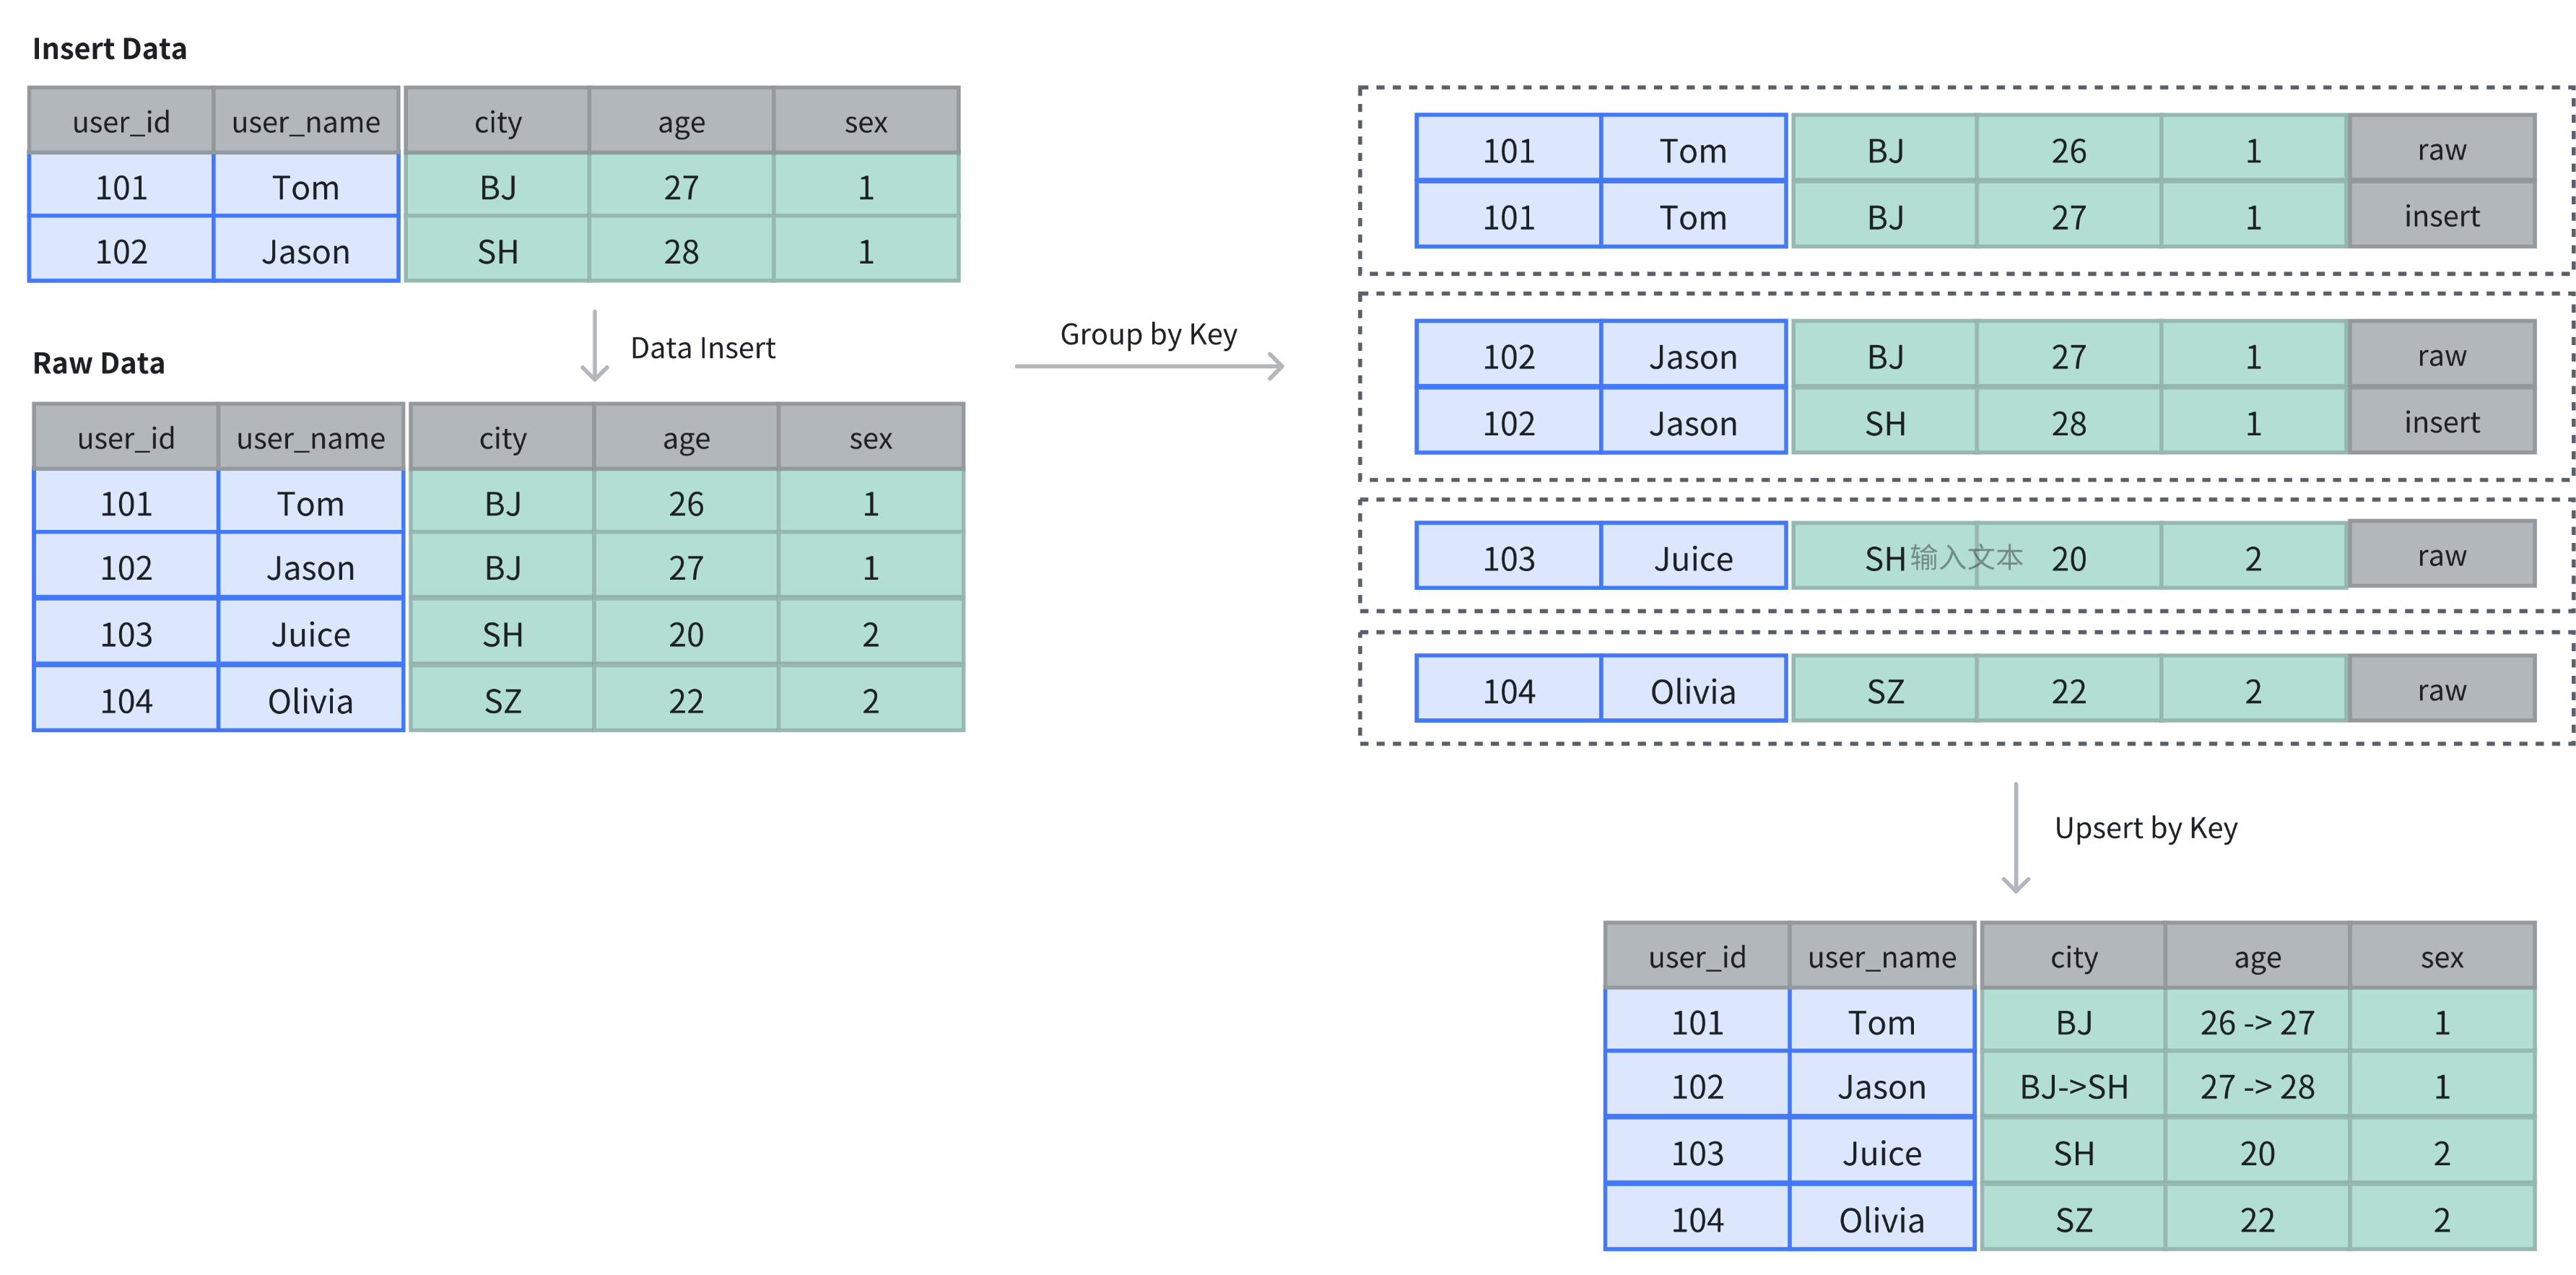 Insert Data
user_id user_name city age sex
101 Tom BJ 27 1
102 Jason SH 28 1
Data Insert
Raw Data
user_id user_name city age sex
101 Tom BJ 26 1
102 Jason BJ 27 1
103 Juice SH 20 2
104 Olivia SZ 22 2
Group by Key
101 Tom BJ 26 1 raw
101 Tom BJ 27 1 insert
102 Jason BJ 27 1 raw
102 Jason SH 28 1 insert
103 Juice SH 输入文本 20 2 raw
104 Olivia SZ 22 2 raw
Upsert by Key
user_id user_name city age sex
101 Tom BJ 26 -> 27 1
102 Jason BJ->SH 27 -> 28 1
103 Juice SH 20 2
104 Olivia SZ 22 2